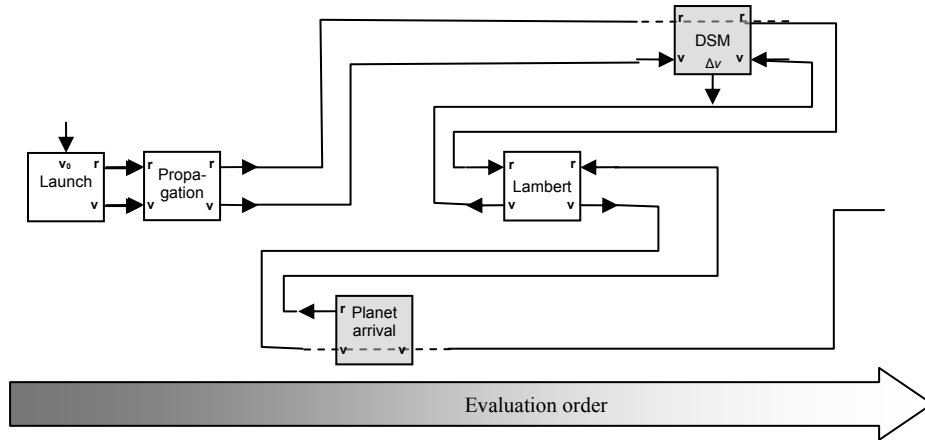 r r
DSM
v Δv v
v₀ r
Launch
v
r r
Propa-
gation
v v
r r
Lambert
v v
r Planet
arrival
v v
Evaluation order